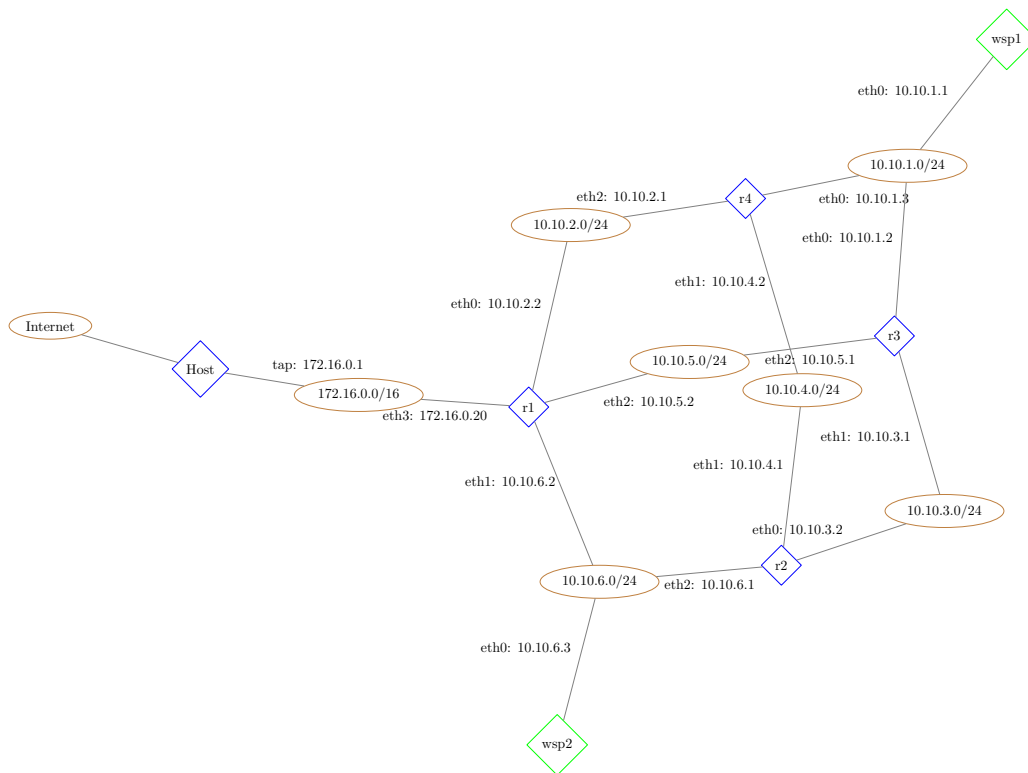 wsp1
eth0: 10.10.1.1
10.10.1.0/24
eth2: 10.10.2.1
r4
eth0: 10.10.1.3
10.10.2.0/24
eth0: 10.10.1.2
eth1: 10.10.4.2
eth0: 10.10.2.2
Internet
r3
10.10.5.0/24
eth2: 10.10.5.1
tap: 172.16.0.1
Host
172.16.0.0/16
10.10.4.0/24
eth2: 10.10.5.2
r1
eth3: 172.16.0.20
eth1: 10.10.3.1
eth1: 10.10.4.1
eth1: 10.10.6.2
10.10.3.0/24
eth0: 10.10.3.2
r2
10.10.6.0/24
eth2: 10.10.6.1
eth0: 10.10.6.3
wsp2